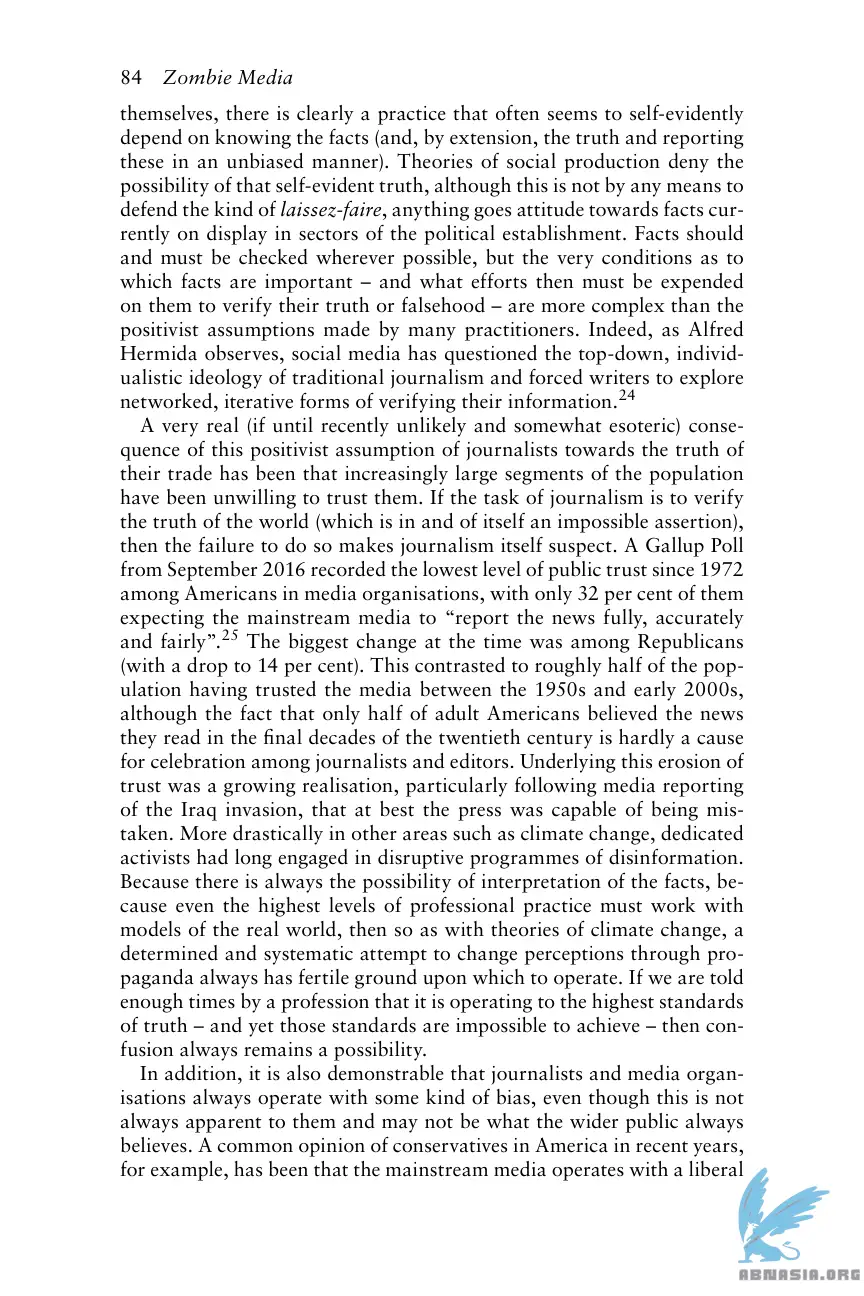 84 Zombie Media
themselves, there is clearly a practice that often seems to self-evidently
depend on knowing the facts (and, by extension, the truth and reporting
these in an unbiased manner). Theories of social production deny the
possibility of that self-evident truth, although this is not by any means to
defend the kind of laissez-faire, anything goes attitude towards facts cur-
rently on display in sectors of the political establishment. Facts should
and must be checked wherever possible, but the very conditions as to
which facts are important – and what efforts then must be expended
on them to verify their truth or falsehood – are more complex than the
positivist assumptions made by many practitioners. Indeed, as Alfred
Hermida observes, social media has questioned the top-down, individ-
ualistic ideology of traditional journalism and forced writers to explore
networked, iterative forms of verifying their information.24
A very real (if until recently unlikely and somewhat esoteric) conse-
quence of this positivist assumption of journalists towards the truth of
their trade has been that increasingly large segments of the population
have been unwilling to trust them. If the task of journalism is to verify
the truth of the world (which is in and of itself an impossible assertion),
then the failure to do so makes journalism itself suspect. A Gallup Poll
from September 2016 recorded the lowest level of public trust since 1972
among Americans in media organisations, with only 32 per cent of them
expecting the mainstream media to “report the news fully, accurately
and fairly”.25 The biggest change at the time was among Republicans
(with a drop to 14 per cent). This contrasted to roughly half of the pop-
ulation having trusted the media between the 1950s and early 2000s,
although the fact that only half of adult Americans believed the news
they read in the final decades of the twentieth century is hardly a cause
for celebration among journalists and editors. Underlying this erosion of
trust was a growing realisation, particularly following media reporting
of the Iraq invasion, that at best the press was capable of being mis-
taken. More drastically in other areas such as climate change, dedicated
activists had long engaged in disruptive programmes of disinformation.
Because there is always the possibility of interpretation of the facts, be-
cause even the highest levels of professional practice must work with
models of the real world, then so as with theories of climate change, a
determined and systematic attempt to change perceptions through pro-
paganda always has fertile ground upon which to operate. If we are told
enough times by a profession that it is operating to the highest standards
of truth – and yet those standards are impossible to achieve – then con-
fusion always remains a possibility.
In addition, it is also demonstrable that journalists and media organ-
isations always operate with some kind of bias, even though this is not
always apparent to them and may not be what the wider public always
believes. A common opinion of conservatives in America in recent years,
for example, has been that the mainstream media operates with a liberal
ABNASIA.ORG